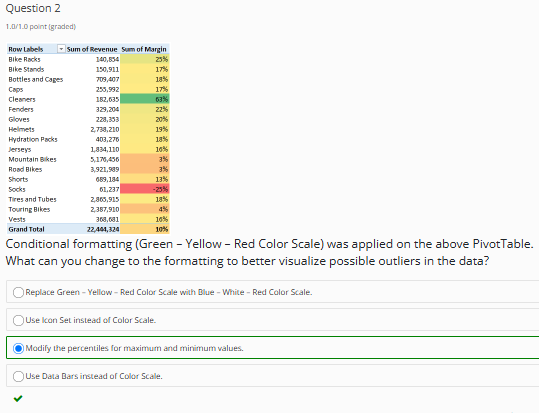 Question 2
1.0/1.0 point (graded)
Row Labels Sum of Revenue Sum of Margin
Bike Racks 140,854 25%
Bike Stands 150,911 17%
Bottles and Cages 709,407 18%
Caps 255,992 17%
Cleaners 182,635 63%
Fenders 329,204 22%
Gloves 228,353 20%
Helmets 2,738,210 19%
Hydration Packs 403,276 18%
Jerseys 1,834,110 16%
Mountain Bikes 5,176,456 3%
Road Bikes 3,921,989 3%
Shorts 689,184 13%
Socks 61,237 -25%
Tires and Tubes 2,865,915 18%
Touring Bikes 2,387,910 4%
Vests 368,681 16%
Grand Total 22,444,324 10%
Conditional formatting (Green – Yellow – Red Color Scale) was applied on the above PivotTable.
What can you change to the formatting to better visualize possible outliers in the data?
Replace Green – Yellow – Red Color Scale with Blue – White – Red Color Scale.
Use Icon Set instead of Color Scale.
Modify the percentiles for maximum and minimum values.
Use Data Bars instead of Color Scale.